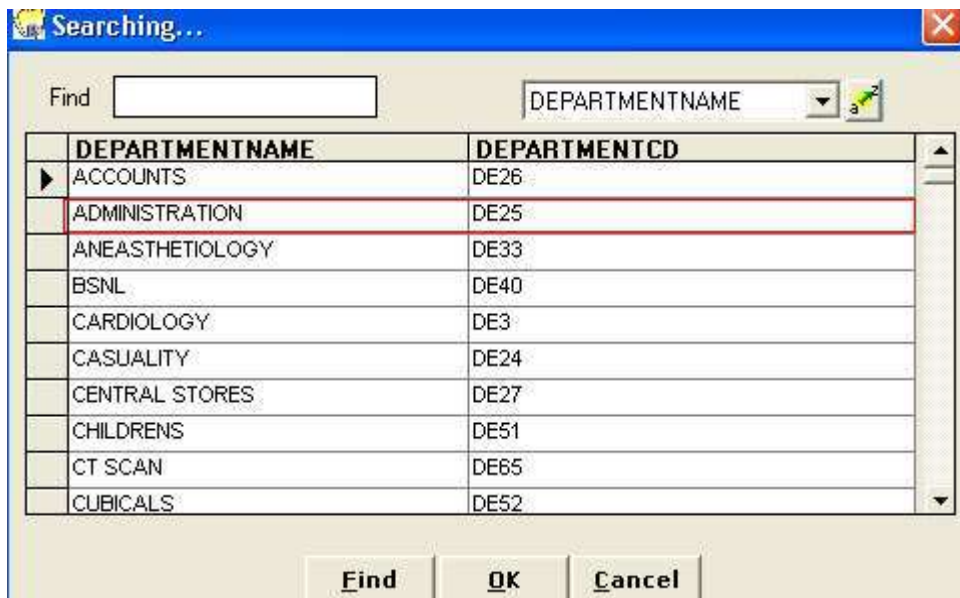 Searching...
Find DEPARTMENTNAME
DEPARTMENTNAME DEPARTMENTCD
ACCOUNTS DE26
ADMINISTRATION DE25
ANEASTHETIOLOGY DE33
BSNL DE40
CARDIOLOGY DE3
CASUALITY DE24
CENTRAL STORES DE27
CHILDRENS DE51
CT SCAN DE65
CUBICALS DE52
Find OK Cancel